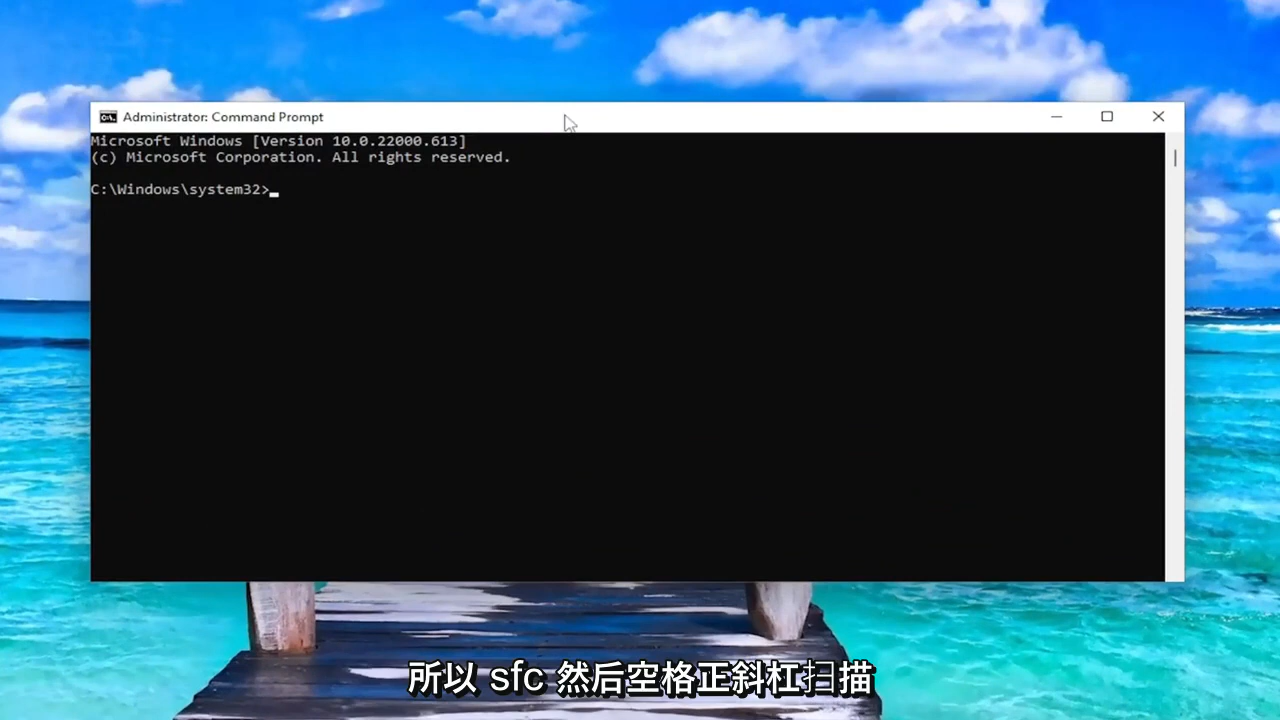 Administrator: Command Prompt
Microsoft Windows [Version 10.0.22000.613]
(c) Microsoft Corporation. All rights reserved.
C:\Windows\system32>
所以 sfc 然后空格正斜杠扫描